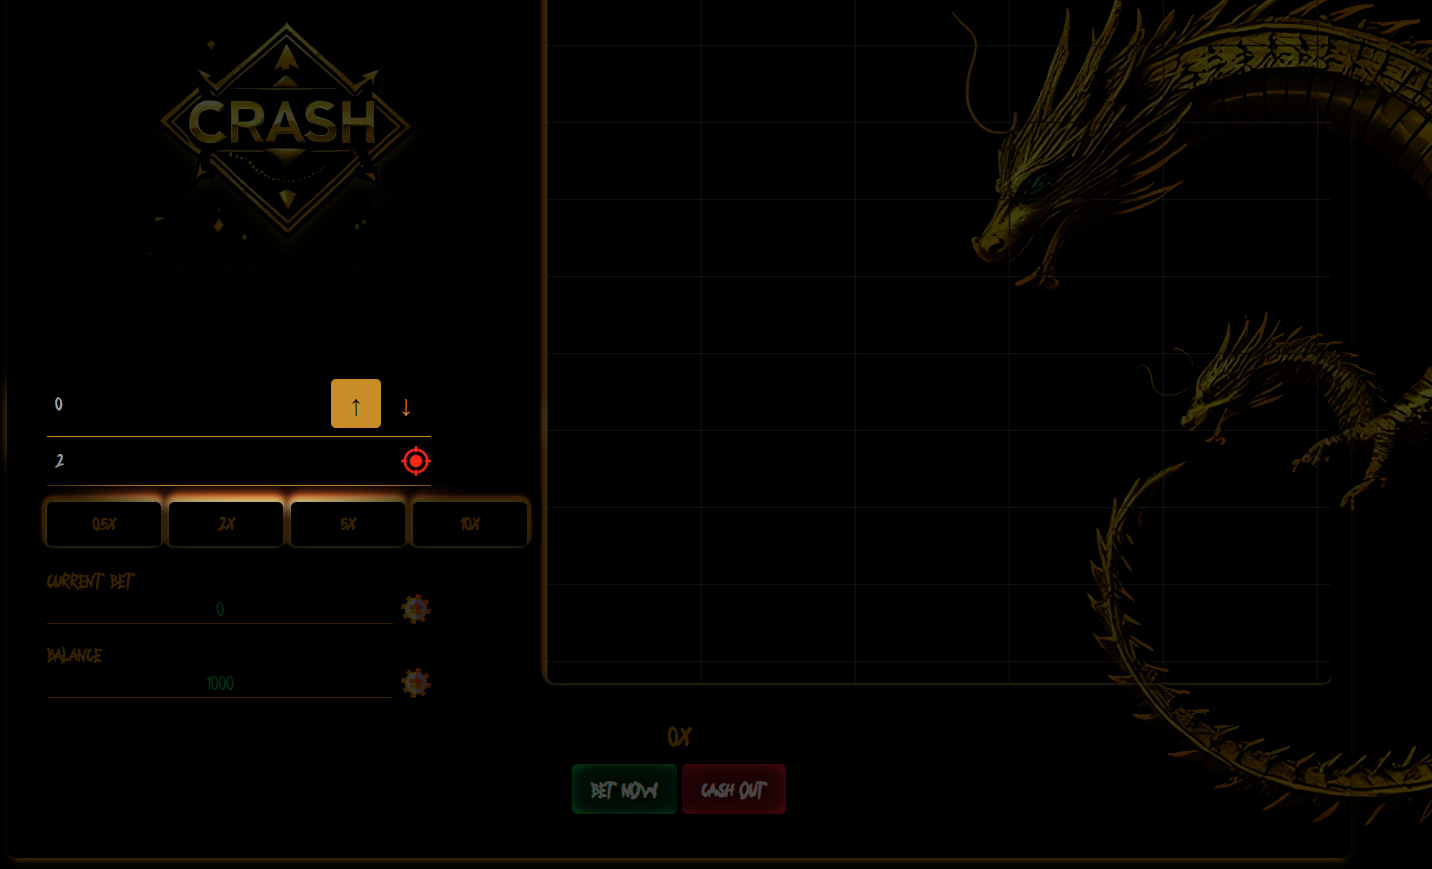 CRASH
0 ↑ ↓
2
0.5X 2X 5X 10X
CURRENT BET
0
BALANCE
1000
0X
BET NOW CASH OUT